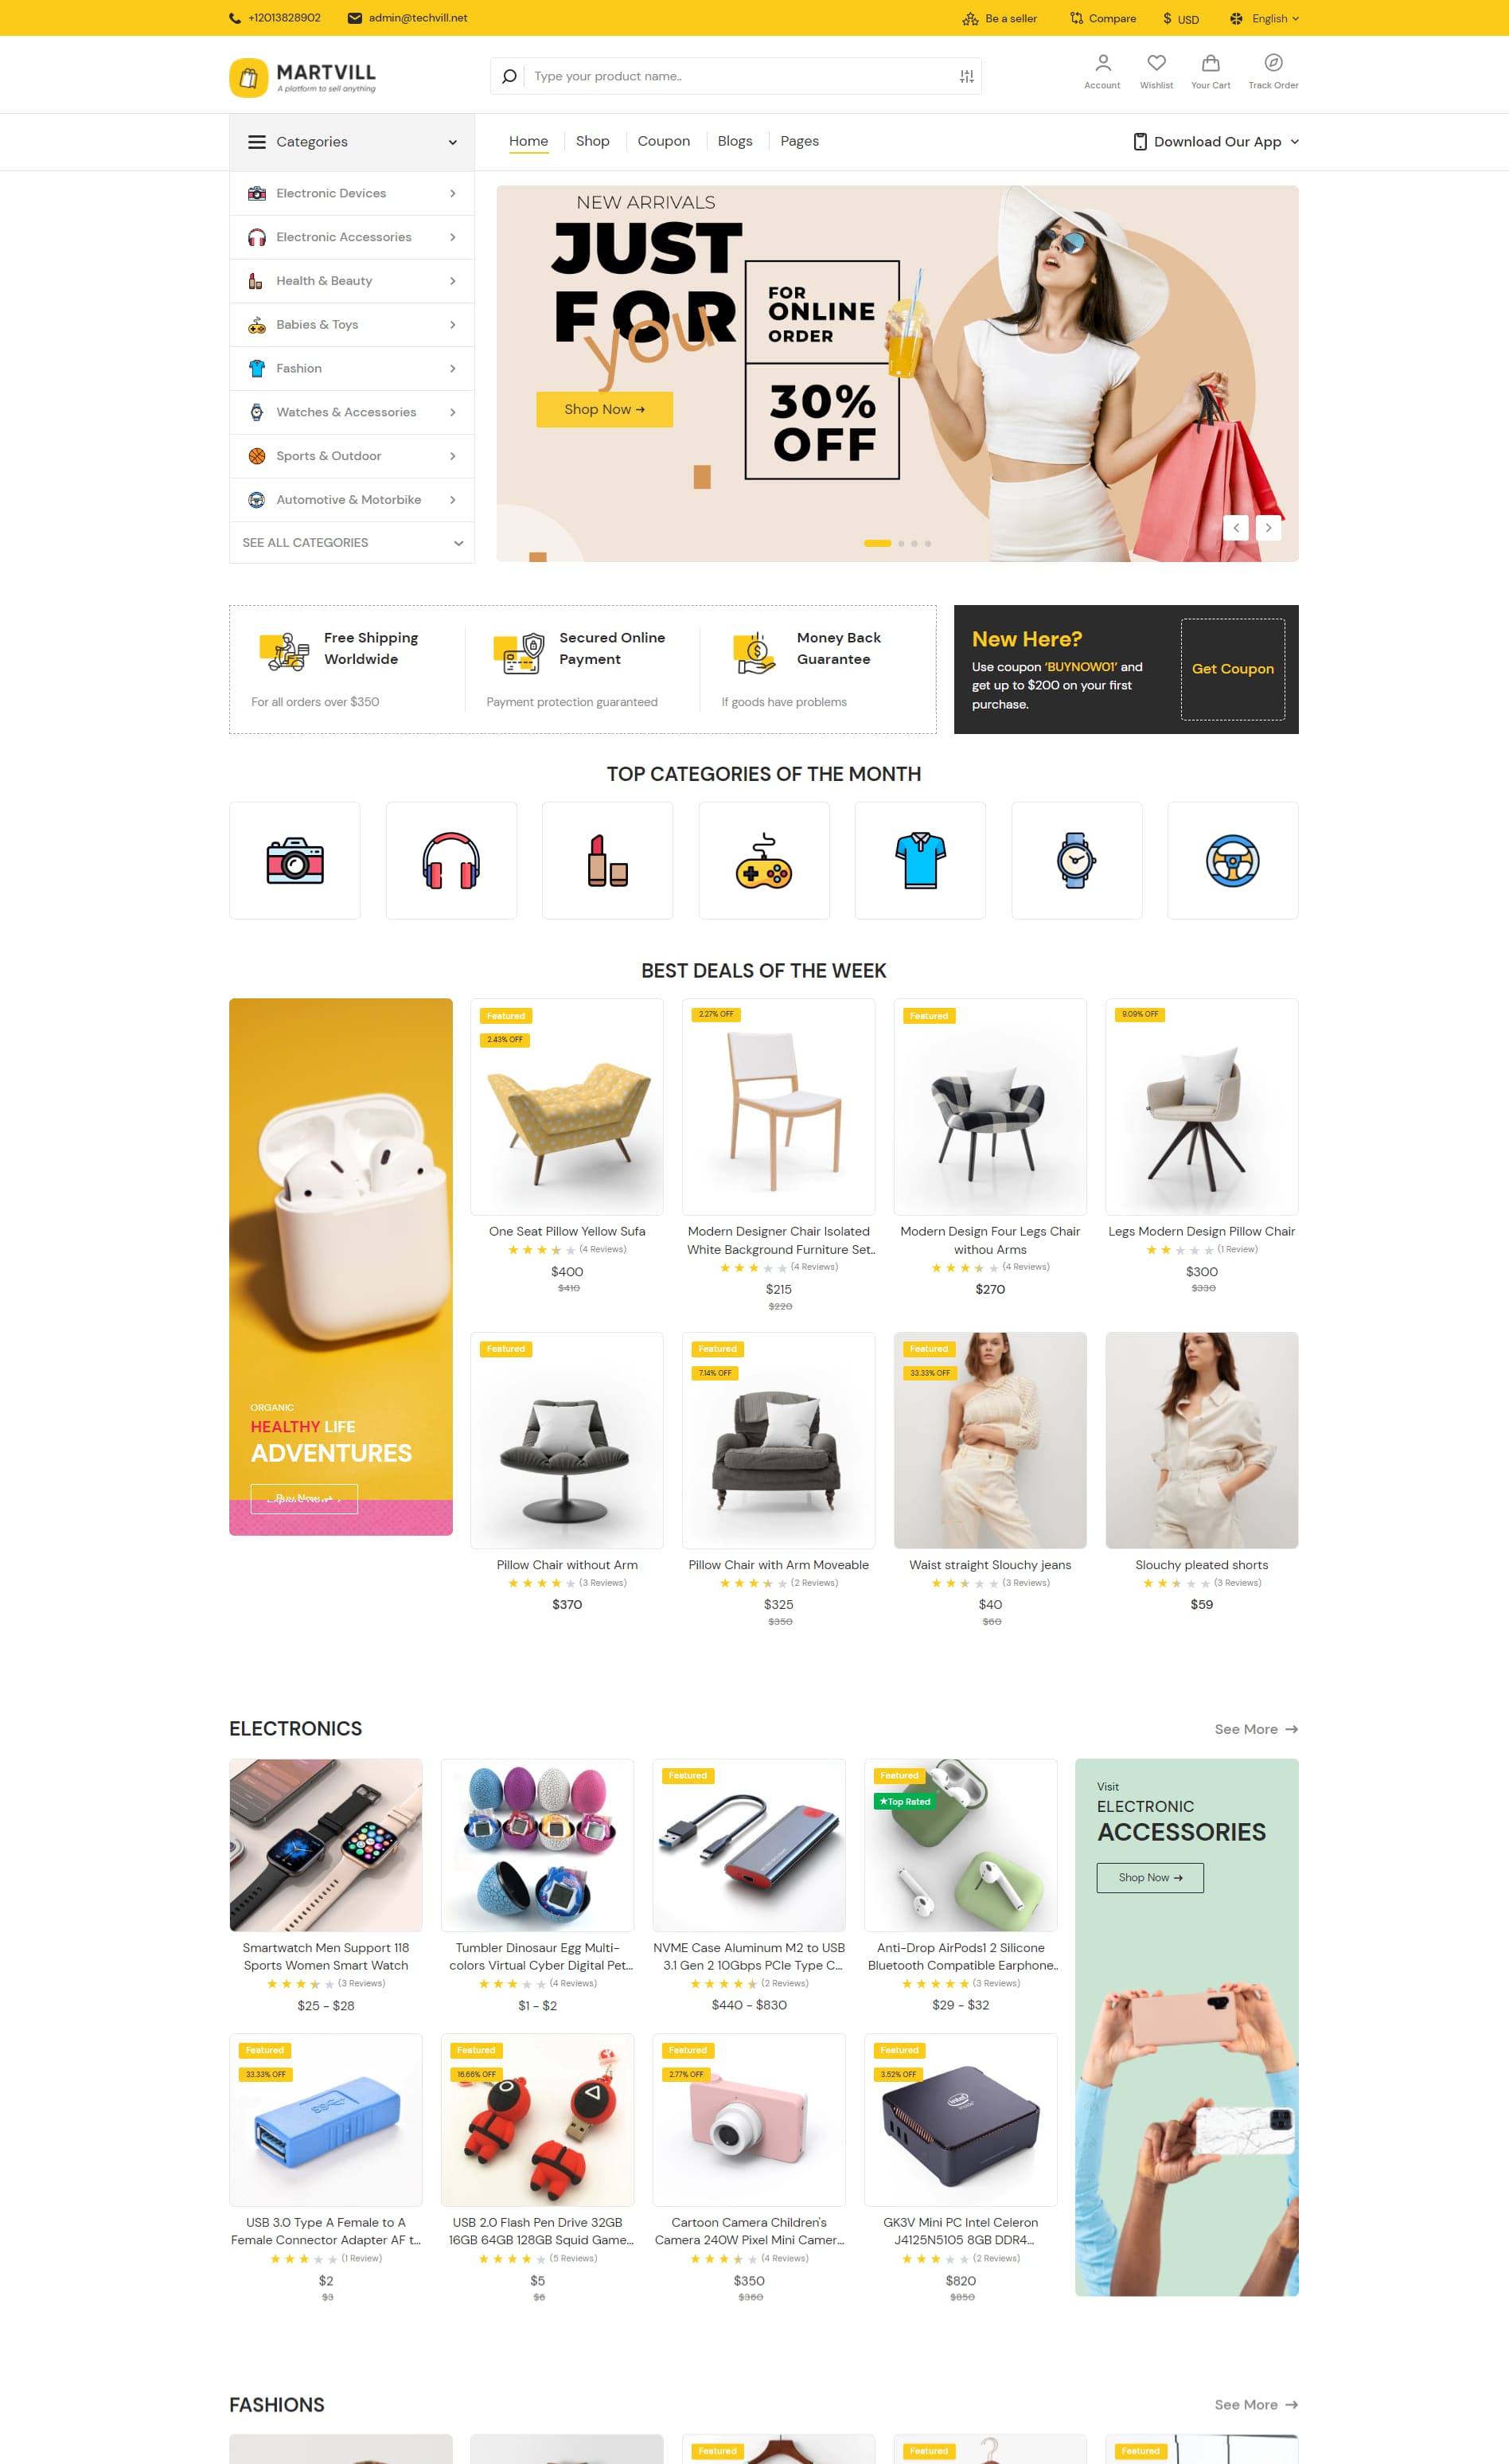 +12013828902
admin@techvill.net
Be a seller
Compare
$ USD
English
MARTVILL
A platform to sell anything
Type your product name..
Account
Wishlist
Your Cart
Track Order
Categories
Home
Shop
Coupon
Blogs
Pages
Download Our App
Electronic Devices
Electronic Accessories
Health & Beauty
Babies & Toys
Fashion
Watches & Accessories
Sports & Outdoor
Automotive & Motorbike
SEE ALL CATEGORIES
NEW ARRIVALS
JUST
FOR
you
Shop Now →
FOR
ONLINE
ORDER
30%
OFF
Free Shipping
Worldwide
For all orders over $350
Secured Online
Payment
Payment protection guaranteed
Money Back
Guarantee
If goods have problems
New Here?
Use coupon ‘BUYNOW01’ and
get up to $200 on your first
purchase.
Get Coupon
TOP CATEGORIES OF THE MONTH
BEST DEALS OF THE WEEK
ORGANIC
HEALTHY LIFE
ADVENTURES
Featured
2.43% OFF
One Seat Pillow Yellow Sufa
(4 Reviews)
$400
$410
2.27% OFF
Modern Designer Chair Isolated
White Background Furniture Set..
(4 Reviews)
$215
$220
Featured
Modern Design Four Legs Chair
withou Arms
(4 Reviews)
$270
9.09% OFF
Legs Modern Design Pillow Chair
(1 Review)
$300
$330
Featured
Pillow Chair without Arm
(3 Reviews)
$370
Featured
7.14% OFF
Pillow Chair with Arm Moveable
(2 Reviews)
$325
$350
Featured
33.33% OFF
Waist straight Slouchy jeans
(3 Reviews)
$40
$60
Slouchy pleated shorts
(3 Reviews)
$59
ELECTRONICS
See More →
Smartwatch Men Support 118
Sports Women Smart Watch
(3 Reviews)
$25 - $28
Tumbler Dinosaur Egg Multi-
colors Virtual Cyber Digital Pet...
(4 Reviews)
$1 - $2
Featured
NVME Case Aluminum M2 to USB
3.1 Gen 2 10Gbps PCIe Type C...
(2 Reviews)
$440 - $830
Featured
★Top Rated
Anti-Drop AirPods1 2 Silicone
Bluetooth Compatible Earphone..
(3 Reviews)
$29 - $32
Visit
ELECTRONIC
ACCESSORIES
Shop Now →
Featured
33.33% OFF
USB 3.0 Type A Female to A
Female Connector Adapter AF t...
(1 Review)
$2
$3
Featured
16.66% OFF
USB 2.0 Flash Pen Drive 32GB
16GB 64GB 128GB Squid Game...
(5 Reviews)
$5
$6
Featured
2.77% OFF
Cartoon Camera Children's
Camera 240W Pixel Mini Camer...
(4 Reviews)
$350
$360
Featured
3.52% OFF
intel
GK3V Mini PC Intel Celeron
J4125N5105 8GB DDR4...
(2 Reviews)
$820
$850
FASHIONS
See More →
Featured
Featured
Featured